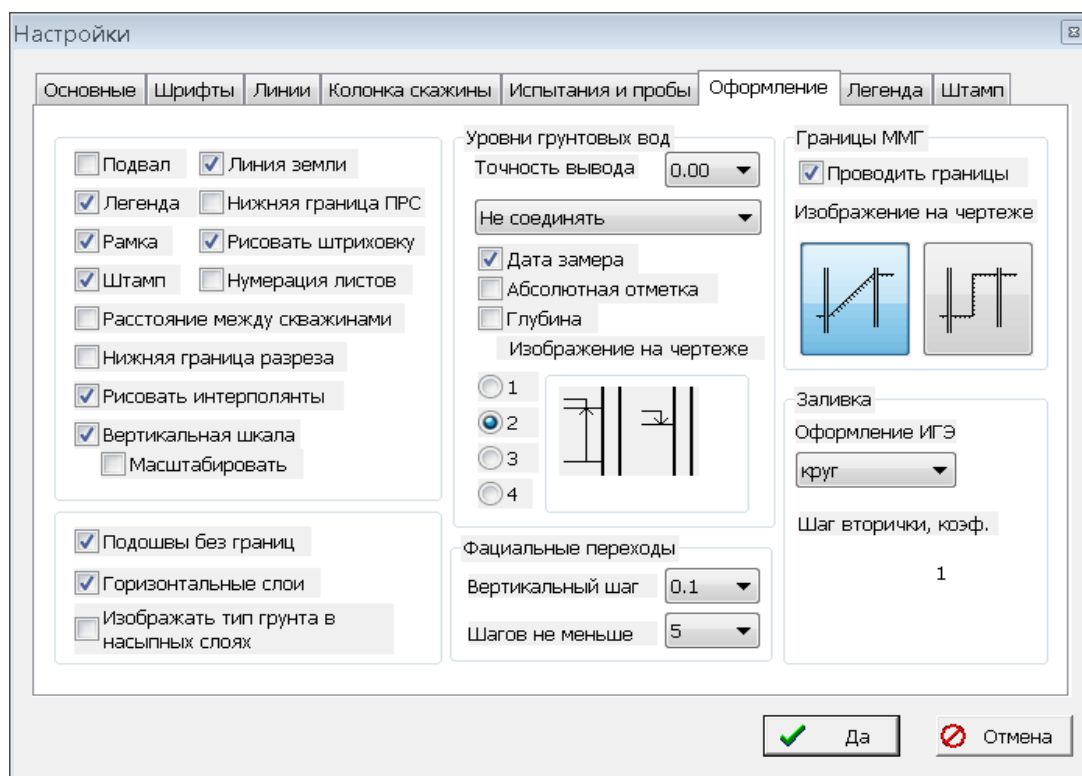 Настройки
Основные Шрифты Линии Колонка скажины Испытания и пробы Оформление Легенда Штамп
Подвал Линия земли
Легенда Нижняя граница ПРС
Рамка Рисовать штриховку
Штамп Нумерация листов
Расстояние между скважинами
Нижняя граница разреза
Рисовать интерполянты
Вертикальная шкала
Масштабировать
Подошвы без границ
Горизонтальные слои
Изображать тип грунта в
насыпных слоях
Уровни грунтовых вод
Точность вывода 0.00
Не соединять
Дата замера
Абсолютная отметка
Глубина
Изображение на чертеже
1
2
3
4
Фациальные переходы
Вертикальный шаг 0.1
Шагов не меньше 5
Границы ММГ
Проводить границы
Изображение на чертеже
Заливка
Оформление ИГЭ
круг
Шаг вторички, коэф.
1
Да Отмена